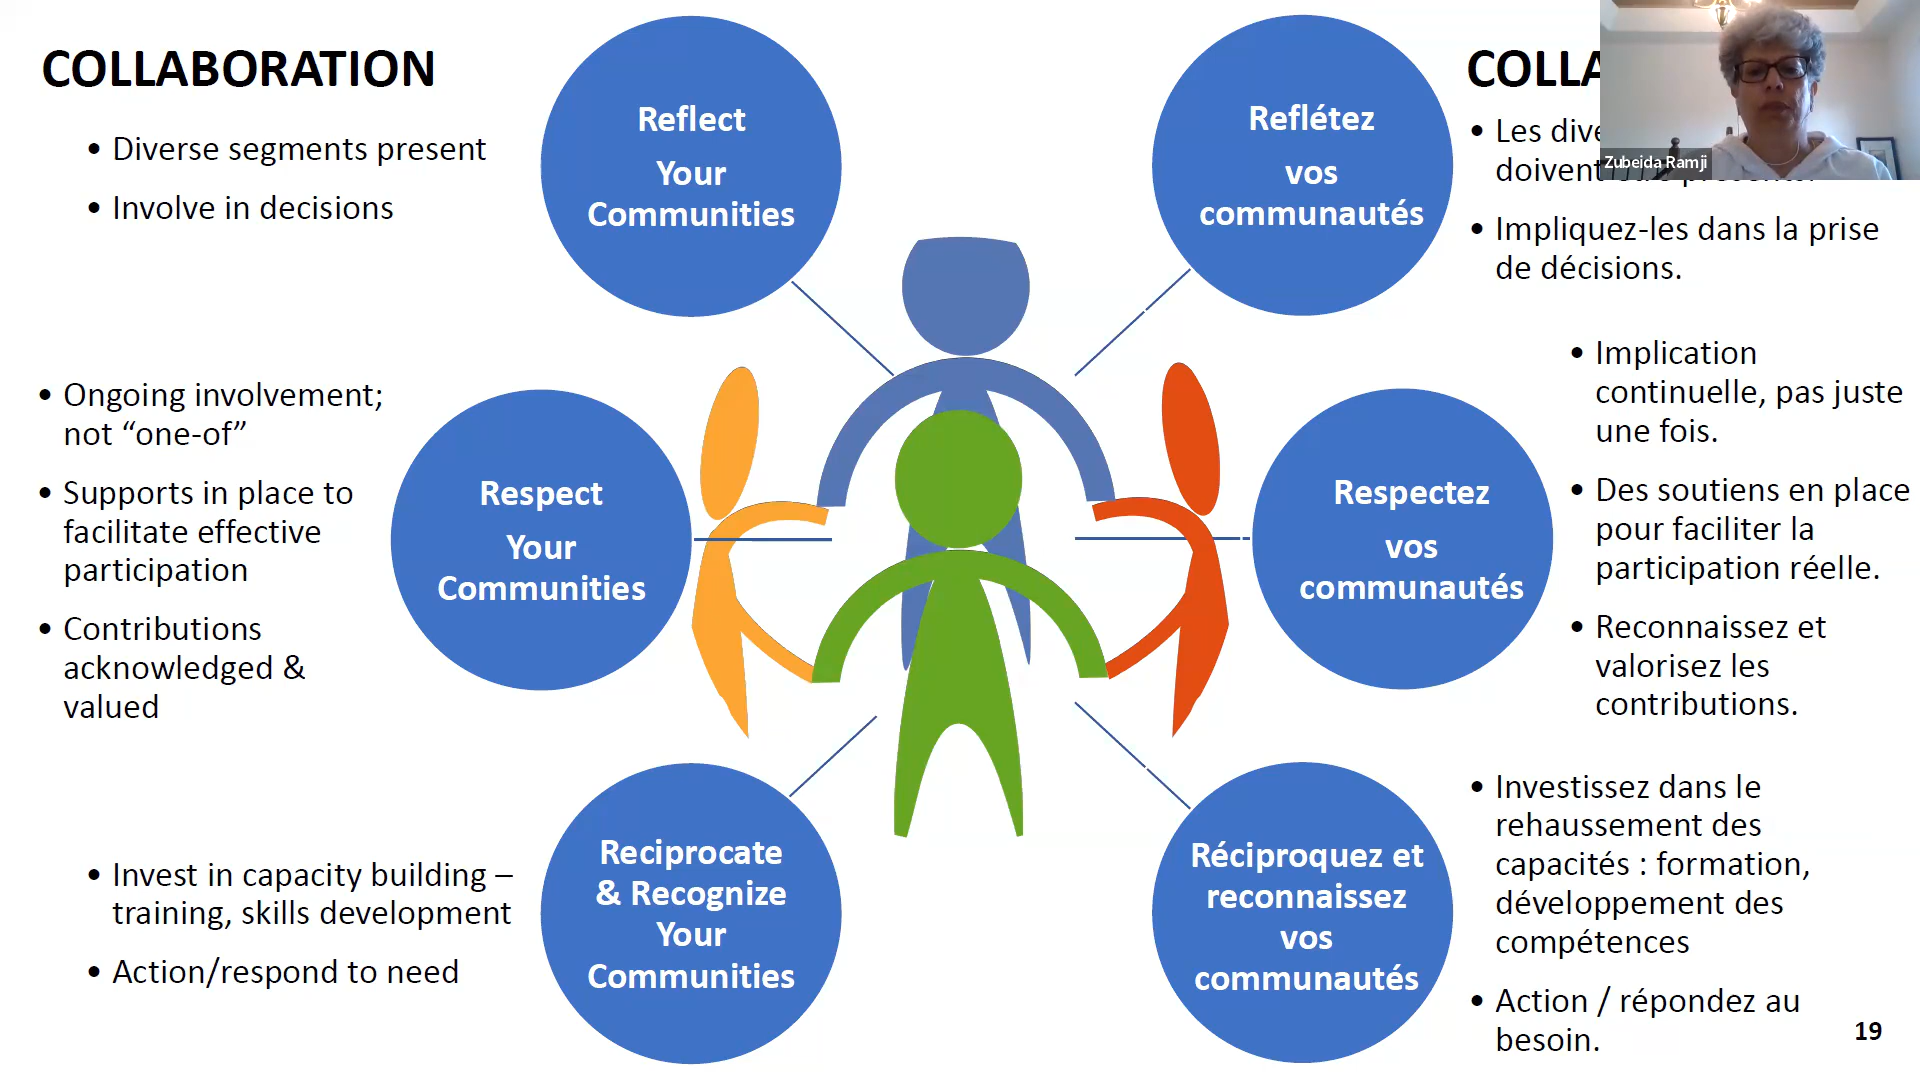 COLLABORATION
• Diverse segments present
• Involve in decisions
Reflect
Your
Communities
• Ongoing involvement;
not “one-of”
• Supports in place to
facilitate effective
participation
• Contributions
acknowledged &
valued
Respect
Your
Communities
• Invest in capacity building –
training, skills development
• Action/respond to need
Reciprocate
& Recognize
Your
Communities
Reflétez
vos
communautés
• Les
doivent
• Impliquez-les dans la prise
de décisions.
Zubeida Ramji
Respectez
vos
communautés
• Implication
continuelle, pas juste
une fois.
• Des soutiens en place
pour faciliter la
participation réelle.
• Reconnaissez et
valorisez les
contributions.
Réciproquez et
reconnaissez
vos
communautés
• Investissez dans le
rehaussement des
capacités : formation,
développement des
compétences
• Action / répondez au
besoin.
19